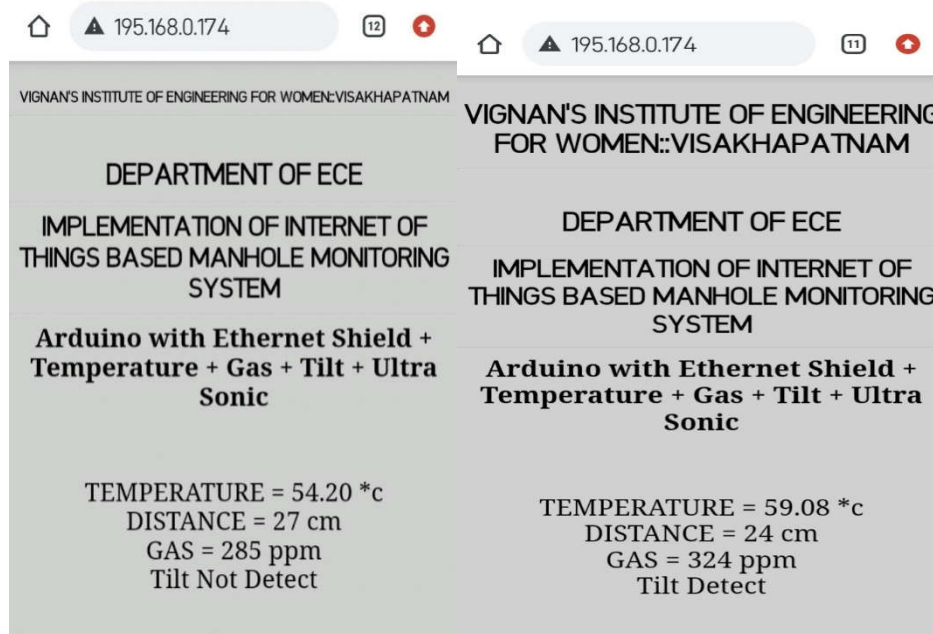 195.168.0.174
12
VIGNAN'S INSTITUTE OF ENGINEERING FOR WOMEN::VISAKHAPATNAM
DEPARTMENT OF ECE
IMPLEMENTATION OF INTERNET OF
THINGS BASED MANHOLE MONITORING
SYSTEM
Arduino with Ethernet Shield +
Temperature + Gas + Tilt + Ultra
Sonic
TEMPERATURE = 54.20 *c
DISTANCE = 27 cm
GAS = 285 ppm
Tilt Not Detect
195.168.0.174
11
VIGNAN'S INSTITUTE OF ENGINEERING
FOR WOMEN::VISAKHAPATNAM
DEPARTMENT OF ECE
IMPLEMENTATION OF INTERNET OF
THINGS BASED MANHOLE MONITORING
SYSTEM
Arduino with Ethernet Shield +
Temperature + Gas + Tilt + Ultra
Sonic
TEMPERATURE = 59.08 *c
DISTANCE = 24 cm
GAS = 324 ppm
Tilt Detect